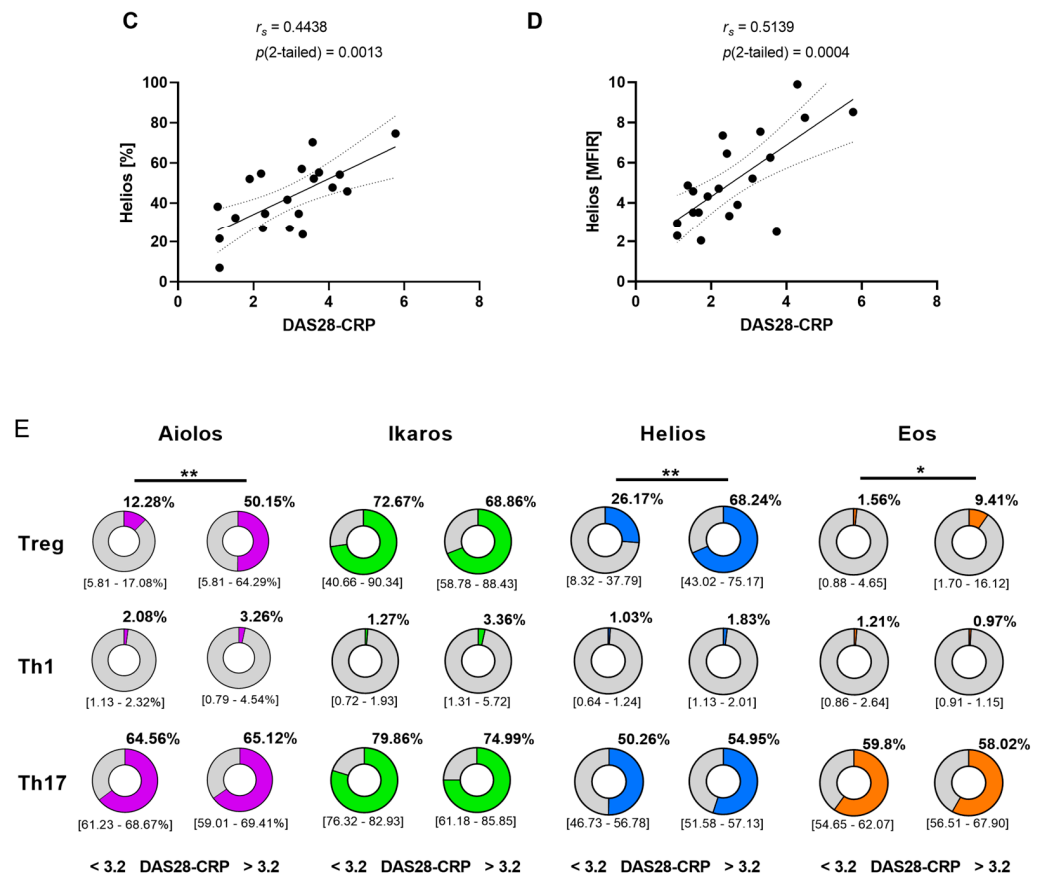 C
r_s = 0.4438
p(2-tailed) = 0.0013
Helios [%]
100
80
60
40
20
0
0 2 4 6 8
DAS28-CRP
D
r_s = 0.5139
p(2-tailed) = 0.0004
Helios [MFIR]
10
8
6
4
2
0
0 2 4 6 8
DAS28-CRP
E
Aiolos Ikaros Helios Eos
** ** *
Treg
12.28% 50.15% 72.67% 68.86% 26.17% 68.24% 1.56% 9.41%
[5.81 - 17.08%] [5.81 - 64.29%] [40.66 - 90.34] [58.78 - 88.43] [8.32 - 37.79] [43.02 - 75.17] [0.88 - 4.65] [1.70 - 16.12]
Th1
2.08% 3.26% 1.27% 3.36% 1.03% 1.83% 1.21% 0.97%
[1.13 - 2.32%] [0.79 - 4.54%] [0.72 - 1.93] [1.31 - 5.72] [0.64 - 1.24] [1.13 - 2.01] [0.86 - 2.64] [0.91 - 1.15]
Th17
64.56% 65.12% 79.86% 74.99% 50.26% 54.95% 59.8% 58.02%
[61.23 - 68.67%] [59.01 - 69.41%] [76.32 - 82.93] [61.18 - 85.85] [46.73 - 56.78] [51.58 - 57.13] [54.65 - 62.07] [56.51 - 67.90]
< 3.2 DAS28-CRP > 3.2 < 3.2 DAS28-CRP > 3.2 < 3.2 DAS28-CRP > 3.2 < 3.2 DAS28-CRP > 3.2